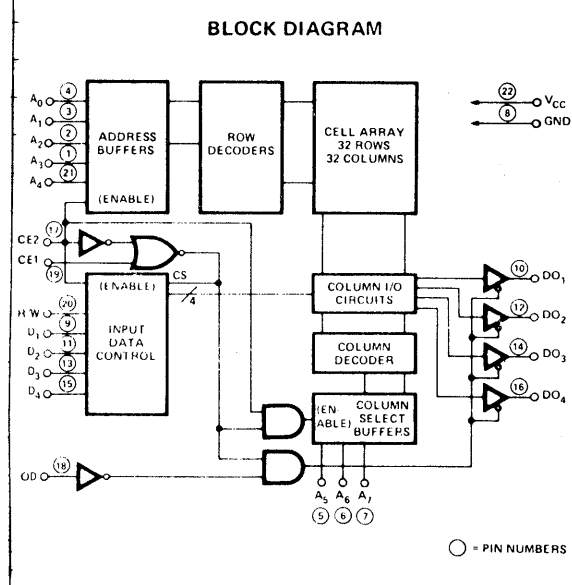 BLOCK DIAGRAM
A0 4
A1 3
A2 2
A3 1
A4 21
ADDRESS BUFFERS
(ENABLE)
ROW DECODERS
CELL ARRAY
32 ROWS
32 COLUMNS
22 VCC
8 GND
CE2 17
CE1 19
CS
4
(ENABLE)
INPUT DATA CONTROL
R/W 20
D1 9
D2 11
D3 13
D4 15
COLUMN I/O CIRCUITS
COLUMN DECODER
(EN-ABLE)
COLUMN SELECT BUFFERS
10 DO1
12 DO2
14 DO3
16 DO4
OD 18
A5 A6 A7
5 6 7
= PIN NUMBERS